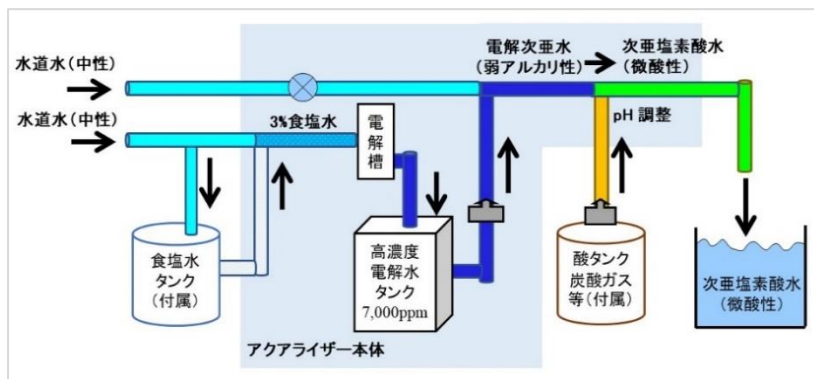 水道水(中性)
電解次亜水
(弱アルカリ性)
次亜塩素酸水
(微酸性)
水道水(中性)
3%食塩水
電解槽
pH 調整
食塩水
タンク
(付属)
高濃度
電解水
タンク
7,000ppm
酸タンク
炭酸ガス
等(付属)
次亜塩素酸水
(微酸性)
アクアライザー本体